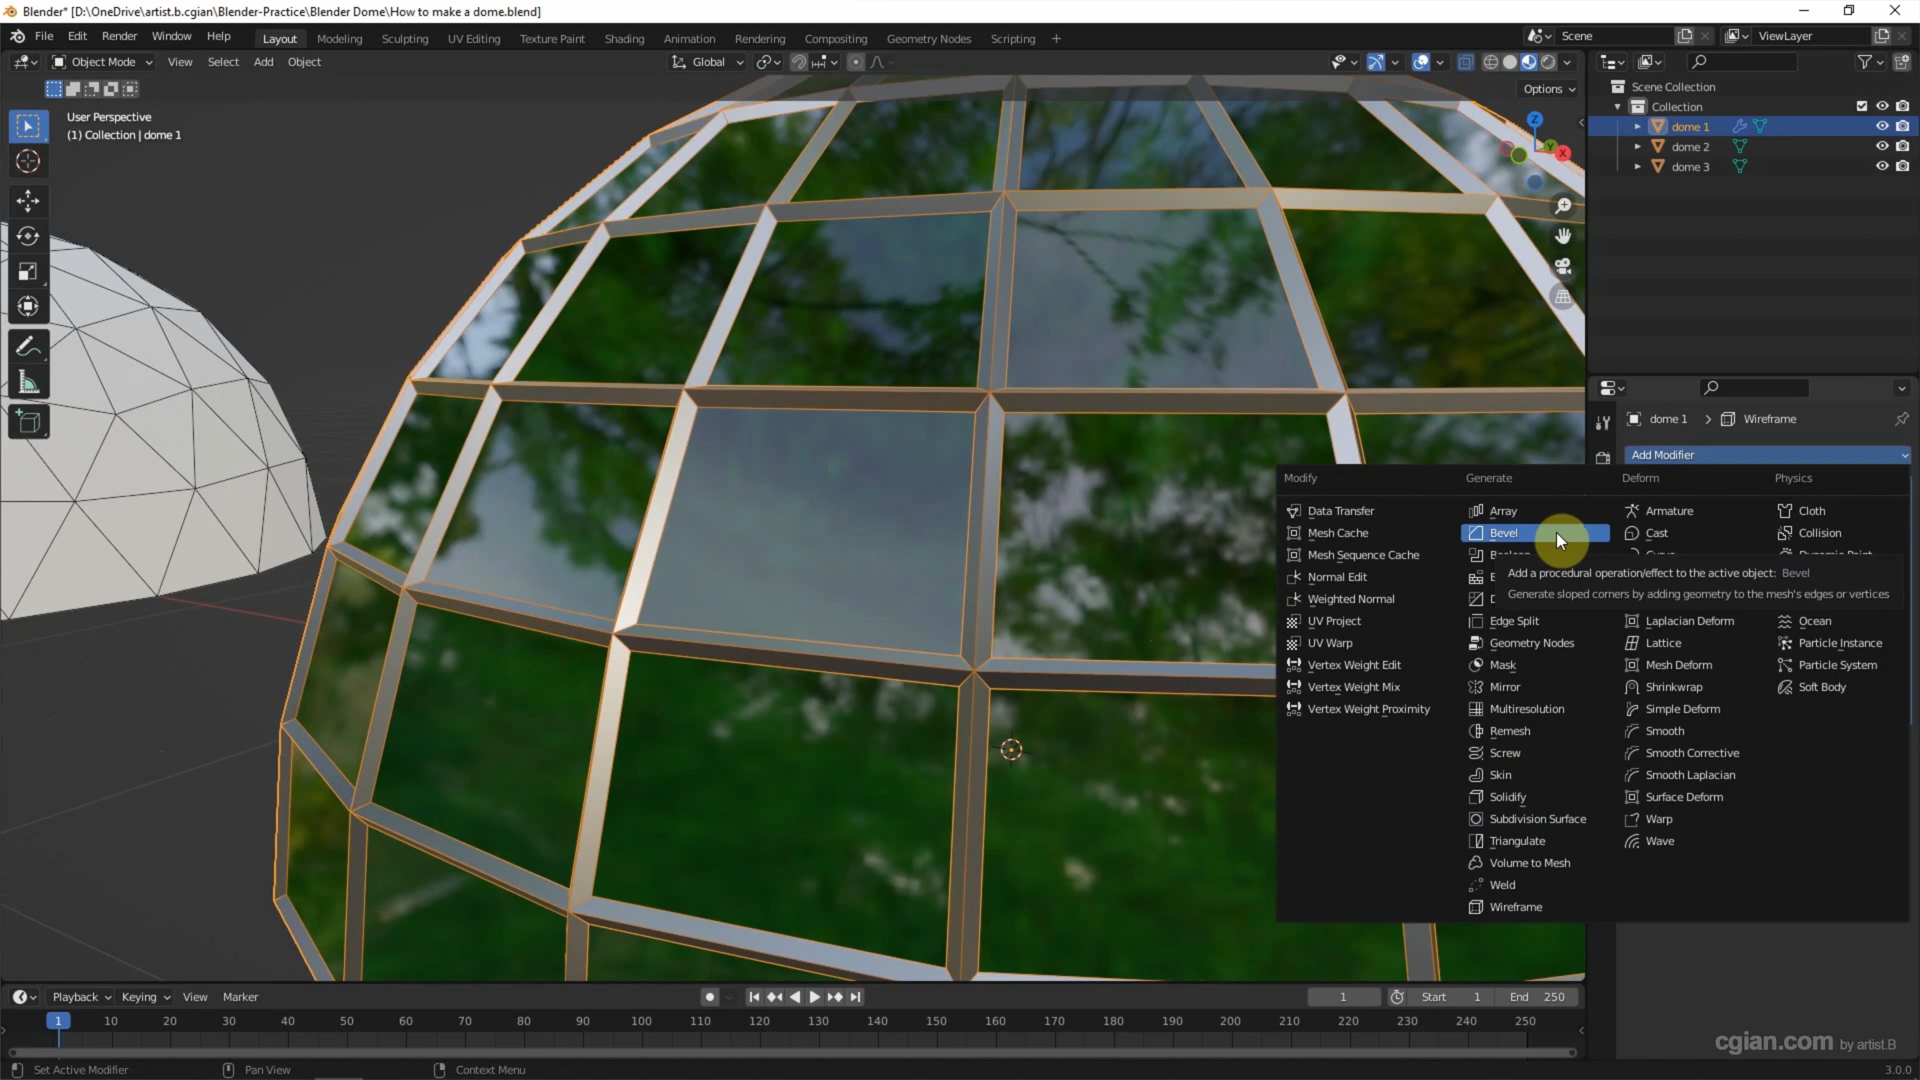 Blender* [D:\OneDrive\artist.b.cgian\Blender-Practice\Blender Dome\How to make a dome.blend]
File Edit Render Window Help Layout Modeling Sculpting UV Editing Texture Paint Shading Animation Rendering Compositing Geometry Nodes Scripting + Scene ViewLayer
Object Mode View Select Add Object Global
Options
User Perspective
(1) Collection | dome 1
Z
Y
X
Scene Collection
Collection
dome 1
dome 2
dome 3
dome 1 > Wireframe
Add Modifier
Modify Generate Deform Physics
Data Transfer Array Armature Cloth
Mesh Cache Bevel Cast Collision
Mesh Sequence Cache
Normal Edit
Add a procedural operation/effect to the active object: Bevel
Weighted Normal
Generate sloped corners by adding geometry to the mesh's edges or vertices
UV Project Edge Split Laplacian Deform Ocean
UV Warp Geometry Nodes Lattice Particle Instance
Vertex Weight Edit Mask Mesh Deform Particle System
Vertex Weight Mix Mirror Shrinkwrap Soft Body
Vertex Weight Proximity Multiresolution Simple Deform
Remesh Smooth
Screw Smooth Corrective
Skin Smooth Laplacian
Solidify Surface Deform
Subdivision Surface Warp
Triangulate Wave
Volume to Mesh
Weld
Wireframe
Playback Keying View Marker 1 Start 1 End 250
1 10 20 30 40 50 60 70 80 90 100 110 120 130 140 150 160 170 180 190 200 210 220 230 240 250
cgian.com by artist.B
Set Active Modifier Pan View Context Menu 3.0.0